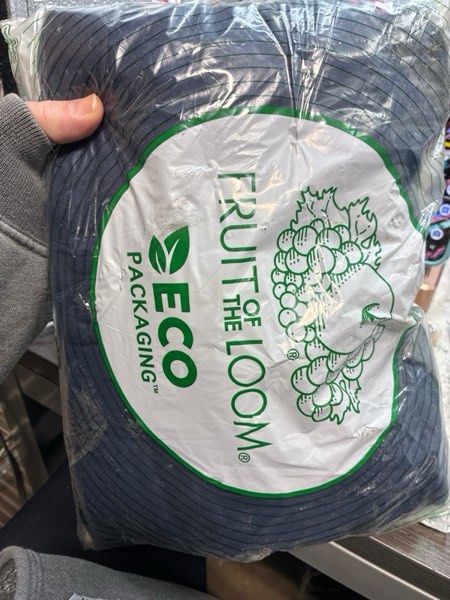 FRUIT
OF
THE
LOOM®
ECO
PACKAGING™
®